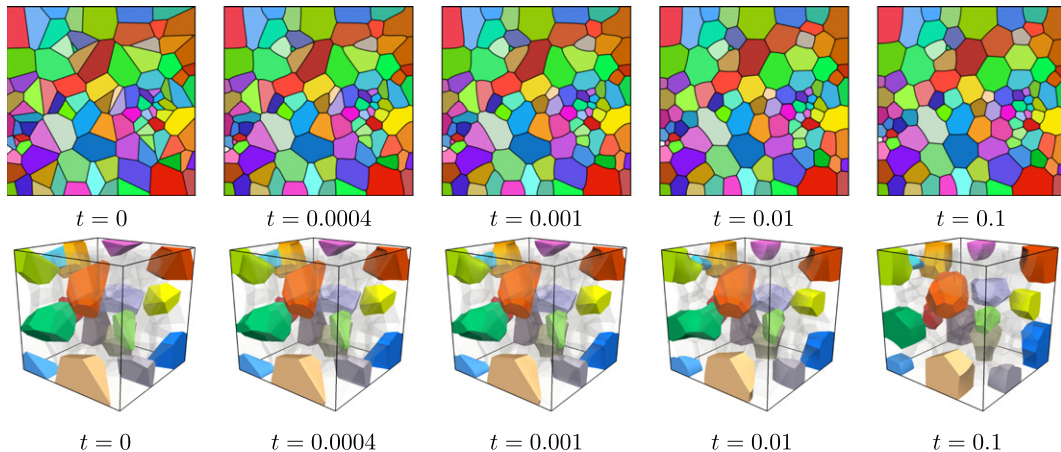 t = 0 t = 0.0004 t = 0.001 t = 0.01 t = 0.1
t = 0 t = 0.0004 t = 0.001 t = 0.01 t = 0.1